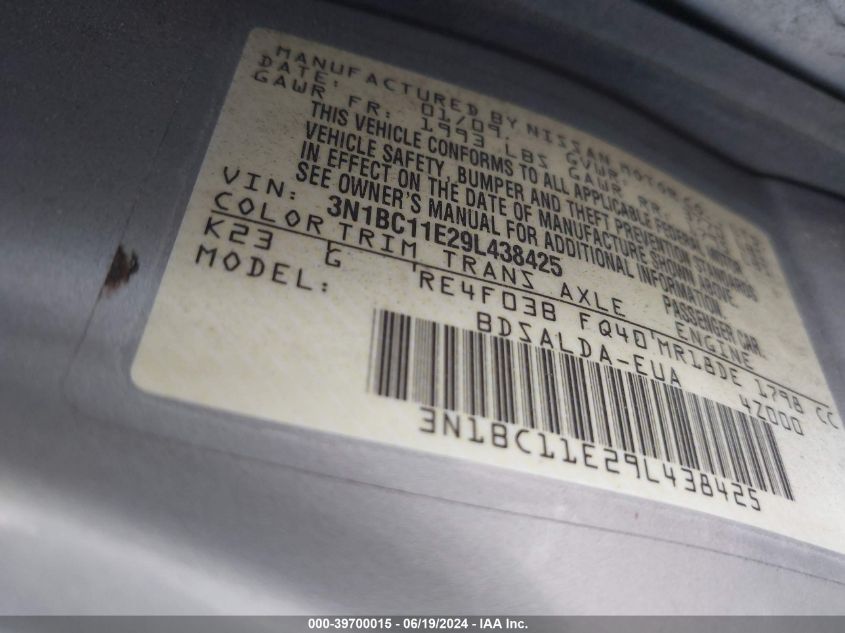 MANUFACTURED BY NISSAN MOTOR CO.
DATE: 01/09 GVWR
GAWR FR: 1993 LBS GAWR RR:
THIS VEHICLE CONFORMS TO ALL APPLICABLE FEDERAL MOTOR
VEHICLE SAFETY, BUMPER AND THEFT PREVENTION STANDARDS
IN EFFECT ON THE DATE OF MANUFACTURE SHOWN ABOVE.
SEE OWNER'S MANUAL FOR ADDITIONAL INFORMATION.
VIN: 3N1BC11E29L438425 PASSENGER CAR.
COLOR TRIM TRANS AXLE ENGINE
K23 G RE4F03B FQ40 MR18DE 1798 CC
MODEL: BDSALDA-EUA 4Z000
3N1BC11E29L438425
000-39700015 - 06/19/2024 - IAA Inc.